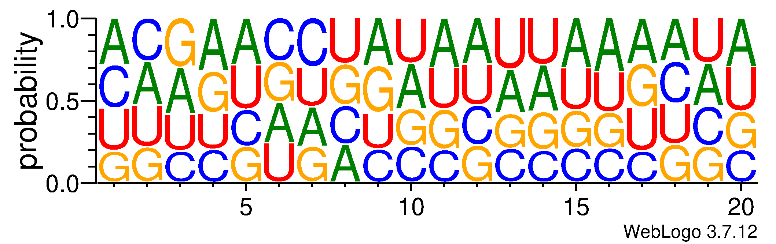 1.0
ACGAACCUAUAAUUAAAAUA
probability
CAAGUGUGGAUUAAUUGCAU
0.5
UUUUCAACUGGCGGGGUUCG
GGCCGUGACCCGCCCCCGGC
0.0
5 10 15 20
WebLogo 3.7.12